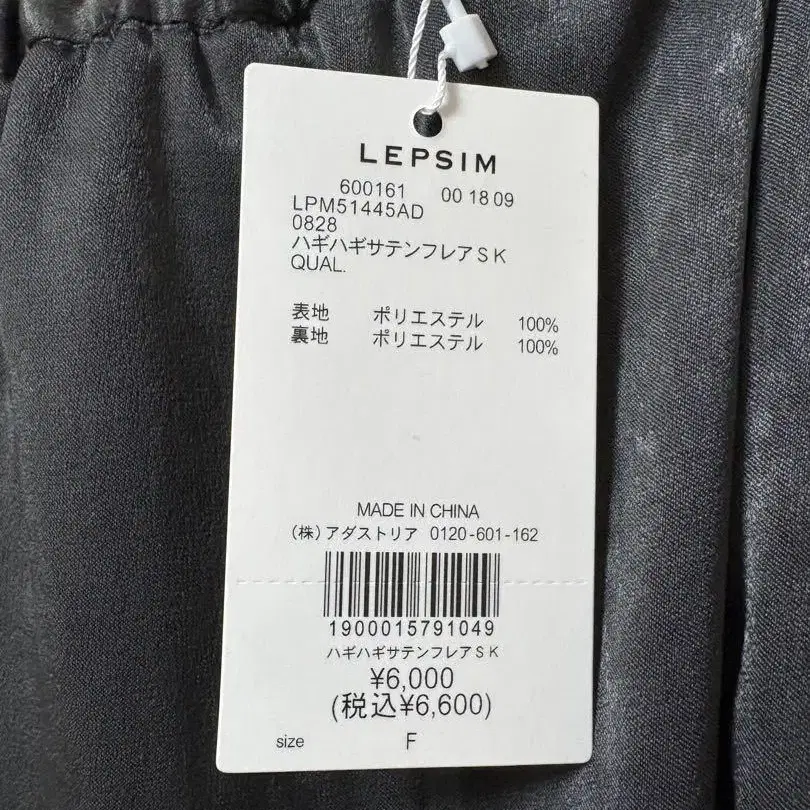 LEPSIM
600161 00 18 09
LPM51445AD
0828
ハギハギサテンフレアSK
QUAL.
表地 ポリエステル 100%
裏地 ポリエステル 100%
MADE IN CHINA
(株)アダストリア 0120-601-162
1900015791049
ハギハギサテンフレアSK
¥6,000
(税込¥6,600)
size F